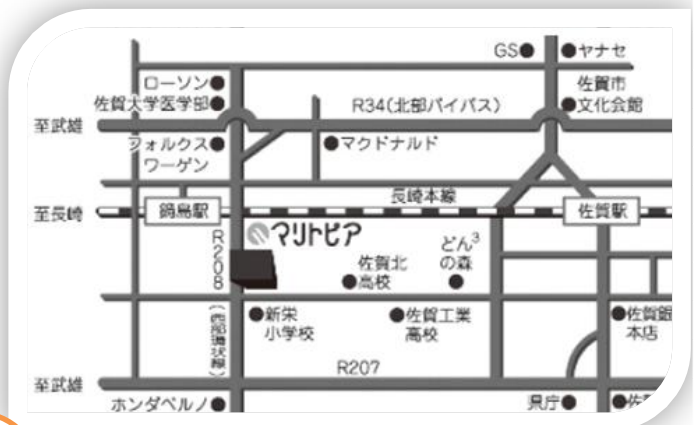 GS●
●ヤナセ
ローソン●
佐賀大学医学部●
佐賀市
●文化会館
R34(北部バイパス)
至武雄
フォルクス●
ワーゲン
●マクドナルド
長崎本線
至長崎
鍋島駅
佐賀駅
マリトピア
R208
(西部環状線)
佐賀北
●高校
どん3
の森
●
●新栄
小学校
●佐賀工業
高校
●佐賀銀
本店
R207
至武雄
ホンダベルノ●
県庁●
●佐